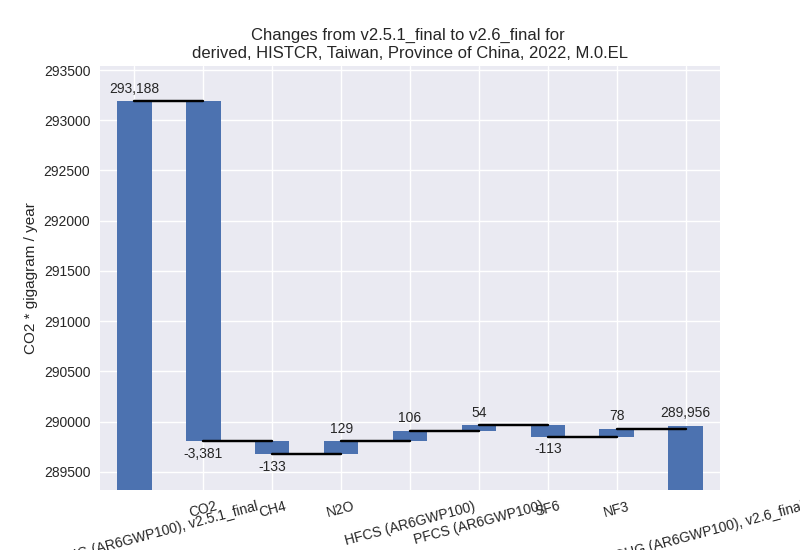 Changes from v2.5.1_final to v2.6_final for
derived, HISTCR, Taiwan, Province of China, 2022, M.0.EL
293500
293000
292500
292000
291500
291000
290500
290000
289500
CO2 * gigagram / year
293,188
-3,381
-133
129
106
54
-113
78
289,956
(AR6GWP100), v2.5.1_final
CO2
CH4
N2O
HFCS (AR6GWP100)
PFCS (AR6GWP100)
SF6
NF3
(AR6GWP100), v2.6_final